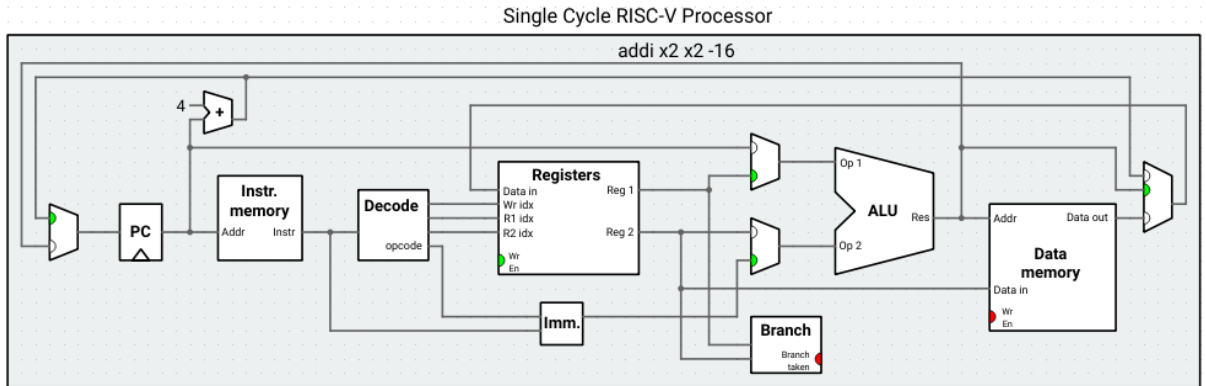 Single Cycle RISC-V Processor
addi x2 x2 -16
4
+
PC
Instr.
memory
Addr
Instr
Decode
opcode
Registers
Data in
Wr idx
R1 idx
R2 idx
Reg 1
Reg 2
Wr
En
Imm.
Op 1
ALU
Res
Op 2
Branch
Branch
taken
Addr
Data out
Data
memory
Data in
Wr
En